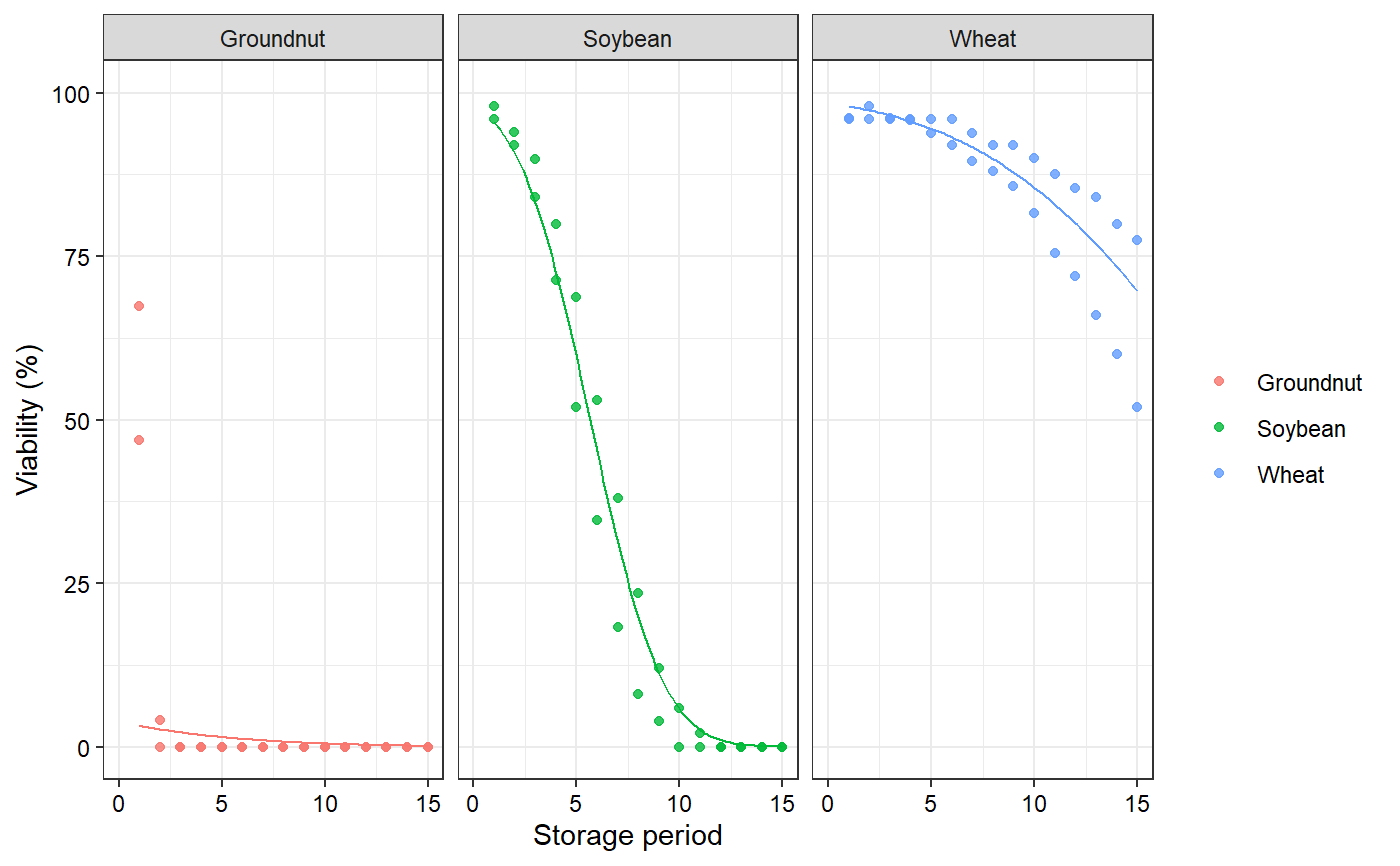 Groundnut Soybean Wheat
100
75
50
25
0
Viability (%)
0 5 10 15 0 5 10 15 0 5 10 15
Storage period
Groundnut
Soybean
Wheat